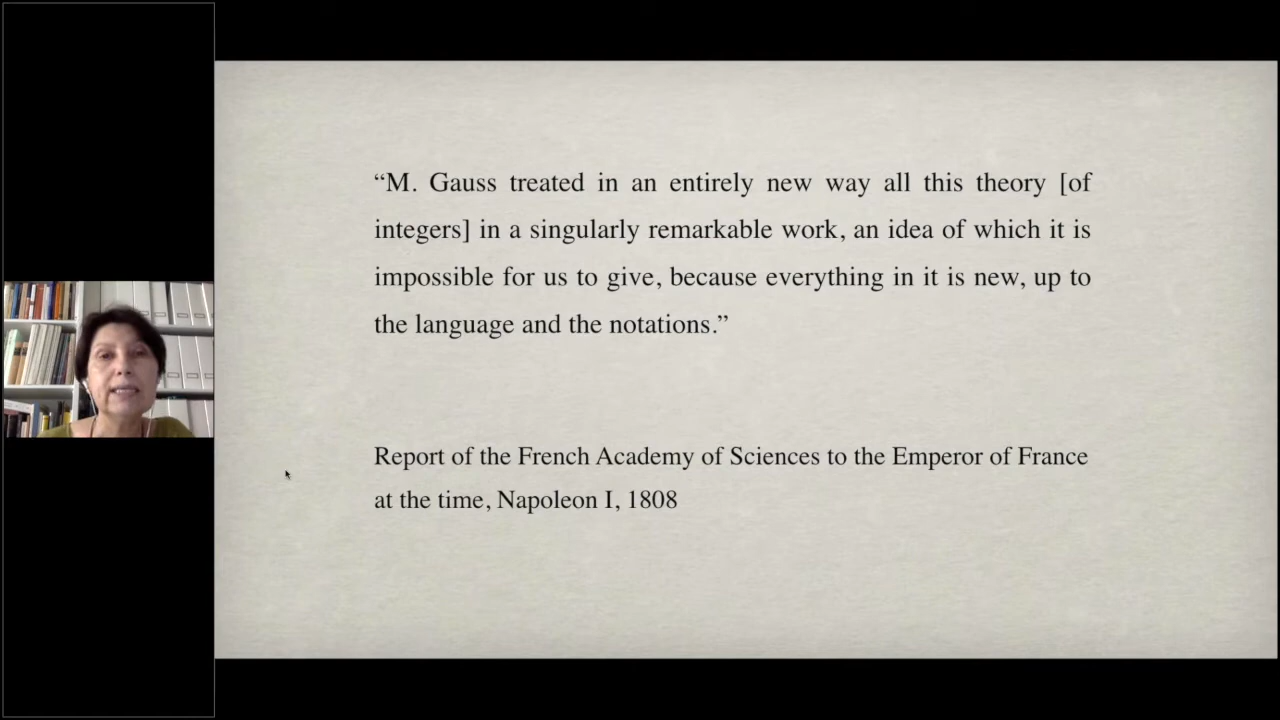 “M. Gauss treated in an entirely new way all this theory [of
integers] in a singularly remarkable work, an idea of which it is
impossible for us to give, because everything in it is new, up to
the language and the notations.”
Report of the French Academy of Sciences to the Emperor of France
at the time, Napoleon I, 1808